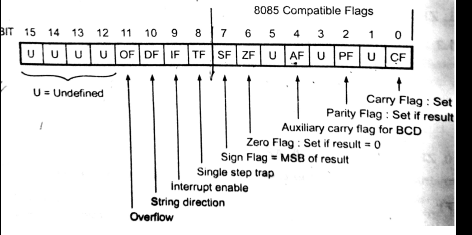 8085 Compatible Flags
BIT 15 14 13 12 11 10 9 8 7 6 5 4 3 2 1 0
U U U U OF DF IF TF SF ZF U AF U PF U CF
U = Undefined
Carry Flag : Set
Parity Flag : Set if result
Auxiliary carry flag for BCD
Zero Flag : Set if result = 0
Sign Flag = MSB of result
Single step trap
Interrupt enable
String direction
Overflow